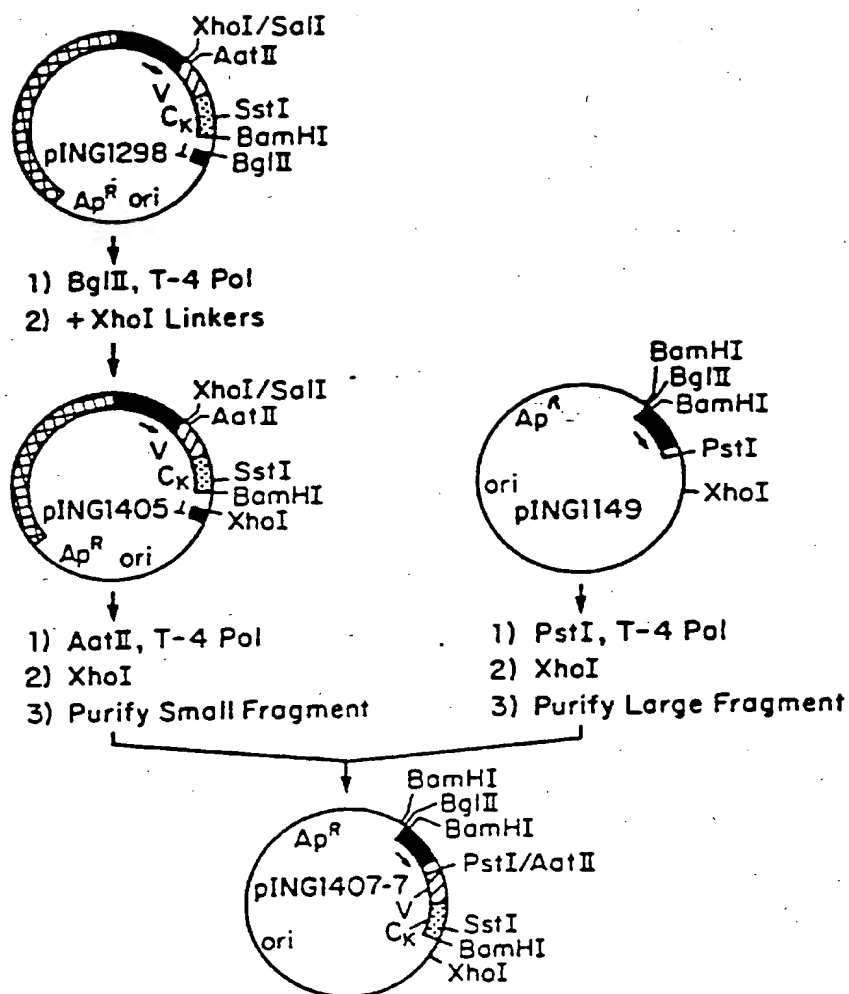 XhoI/SalI
AatII
V
Cκ
SstI
BamHI
pING1298
BglII
Ap^R ori
1) BglII, T-4 Pol
2) + XhoI Linkers
XhoI/SalI
AatII
V
Cκ
SstI
BamHI
pING1405
XhoI
Ap^R ori
BamHI
BglII
BamHI
Ap^R
PstI
ori
XhoI
pING1149
1) AatII, T-4 Pol
2) XhoI
3) Purify Small Fragment
1) PstI, T-4 Pol
2) XhoI
3) Purify Large Fragment
BamHI
BglII
BamHI
Ap^R
PstI/AatII
pING1407-7
V
Cκ
SstI
ori
BamHI
XhoI